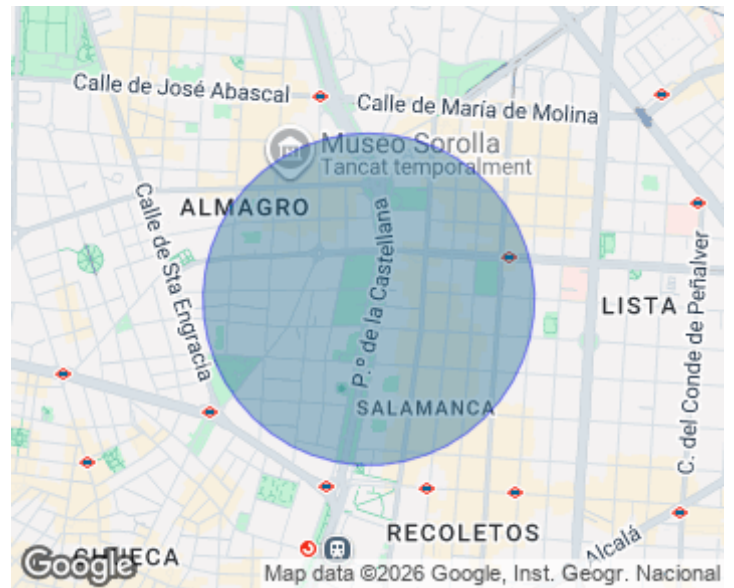 Calle de José Abascal
Calle de María de Molina
Museo Sorolla
Tancat temporalment
ALMAGRO
Calle de Sta Engracia
P.º de la Castellana
C. del Conde de Peñalver
LISTA
SALAMANCA
RECOLETOS
Alcalá
CHUECA
Google
Map data ©2026 Google, Inst. Geogr. Nacional